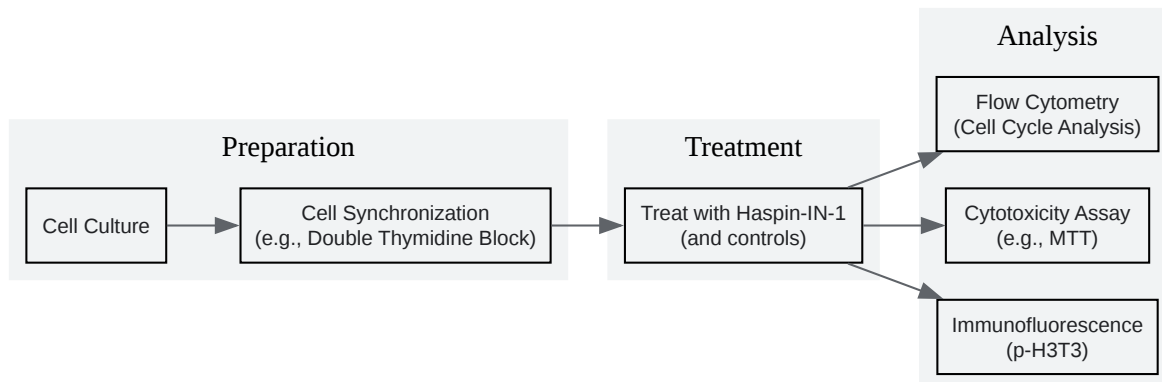 Preparation
Cell Culture
Cell Synchronization
(e.g., Double Thymidine Block)
Treatment
Treat with Haspin-IN-1
(and controls)
Analysis
Flow Cytometry
(Cell Cycle Analysis)
Cytotoxicity Assay
(e.g., MTT)
Immunofluorescence
(p-H3T3)